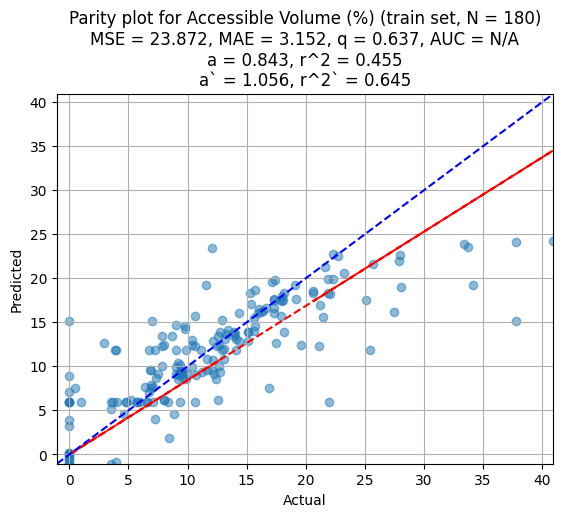 Parity plot for Accessible Volume (%) (train set, N = 180)
MSE = 23.872, MAE = 3.152, q = 0.637, AUC = N/A
a = 0.843, r^2 = 0.455
a` = 1.056, r^2` = 0.645
40
35
30
25
20
15
10
5
0
Predicted
0 5 10 15 20 25 30 35 40
Actual